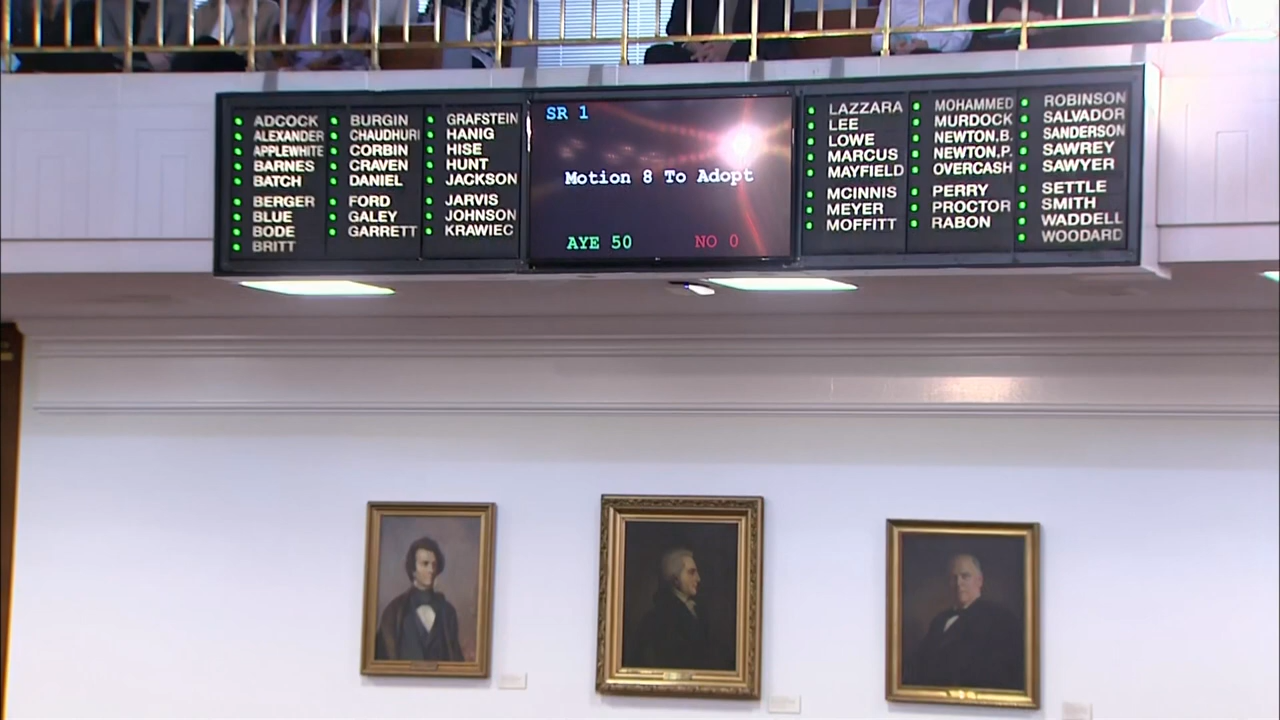 ADCOCK
ALEXANDER
APPLEWHITE
BARNES
BATCH
BERGER
BLUE
BODE
BRITT
BURGIN
CHAUDHURI
CORBIN
CRAVEN
DANIEL
FORD
GALEY
GARRETT
GRAFSTEIN
HANIG
HISE
HUNT
JACKSON
JARVIS
JOHNSON
KRAWIEC
SR 1
Motion 8 To Adopt
AYE 50 NO 0
LAZZARA
LEE
LOWE
MARCUS
MAYFIELD
MCINNIS
MEYER
MOFFITT
MOHAMMED
MURDOCK
NEWTON,B.
NEWTON,P.
OVERCASH
PERRY
PROCTOR
RABON
ROBINSON
SALVADOR
SANDERSON
SAWREY
SAWYER
SETTLE
SMITH
WADDELL
WOODARD